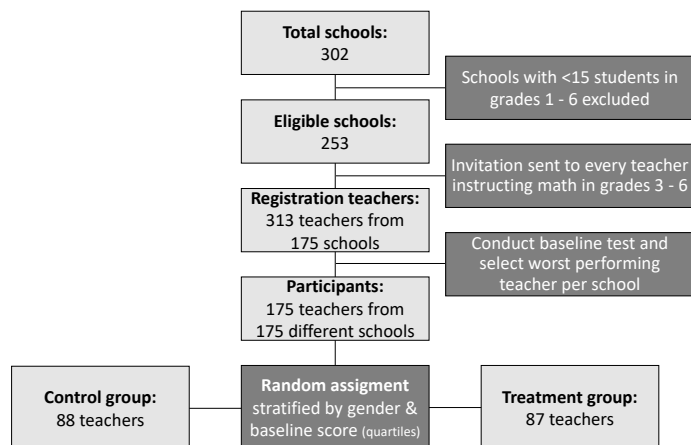 Total schools:
302
Schools with <15 students in
grades 1 - 6 excluded
Eligible schools:
253
Invitation sent to every teacher
instructing math in grades 3 - 6
Registration teachers:
313 teachers from
175 schools
Conduct baseline test and
select worst performing
teacher per school
Participants:
175 teachers from
175 different schools
Control group:
88 teachers
Random assigment
stratified by gender &
baseline score (quartiles)
Treatment group:
87 teachers